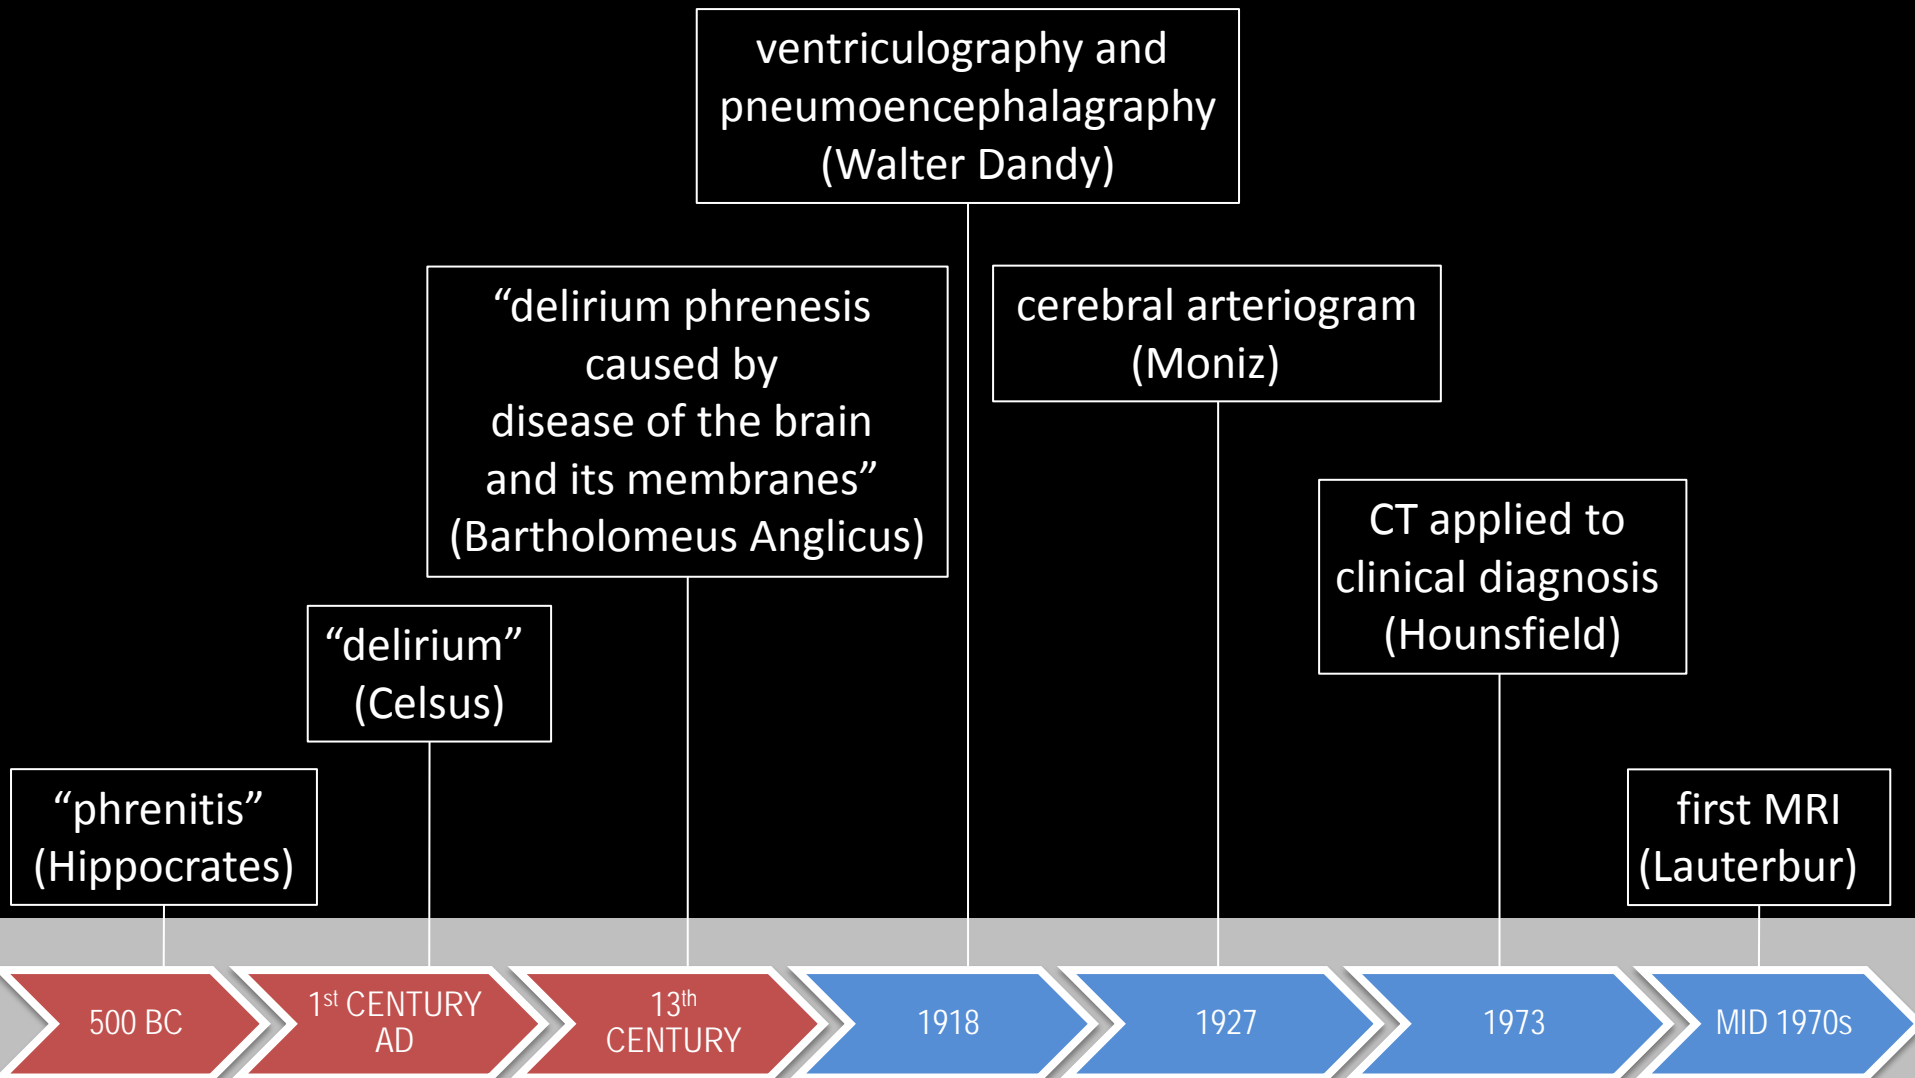 ventriculography and
pneumoencephalagraphy
(Walter Dandy)
“delirium phrenesis
caused by
disease of the brain
and its membranes”
(Bartholomeus Anglicus)
cerebral arteriogram
(Moniz)
CT applied to
clinical diagnosis
(Hounsfield)
“delirium”
(Celsus)
“phrenitis”
(Hippocrates)
first MRI
(Lauterbur)
500 BC
1st CENTURY
AD
13th
CENTURY
1918
1927
1973
MID 1970s